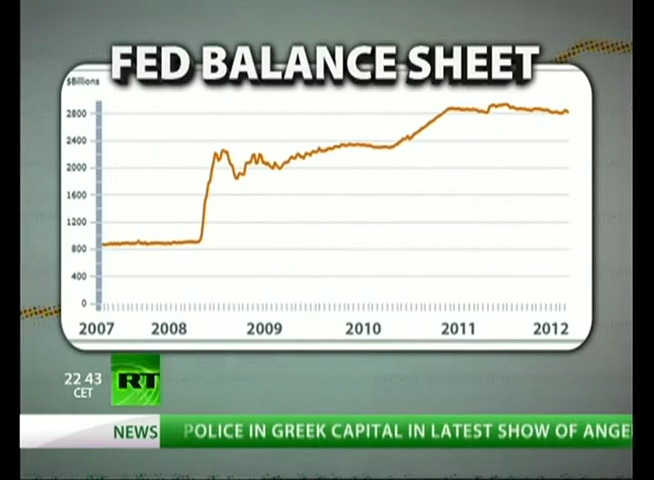 FED BALANCE SHEET
$Billions
2800
2400
2000
1600
1200
800
400
0
2007 2008 2009 2010 2011 2012
22 43
CET
RT
NEWS POLICE IN GREEK CAPITAL IN LATEST SHOW OF ANGE